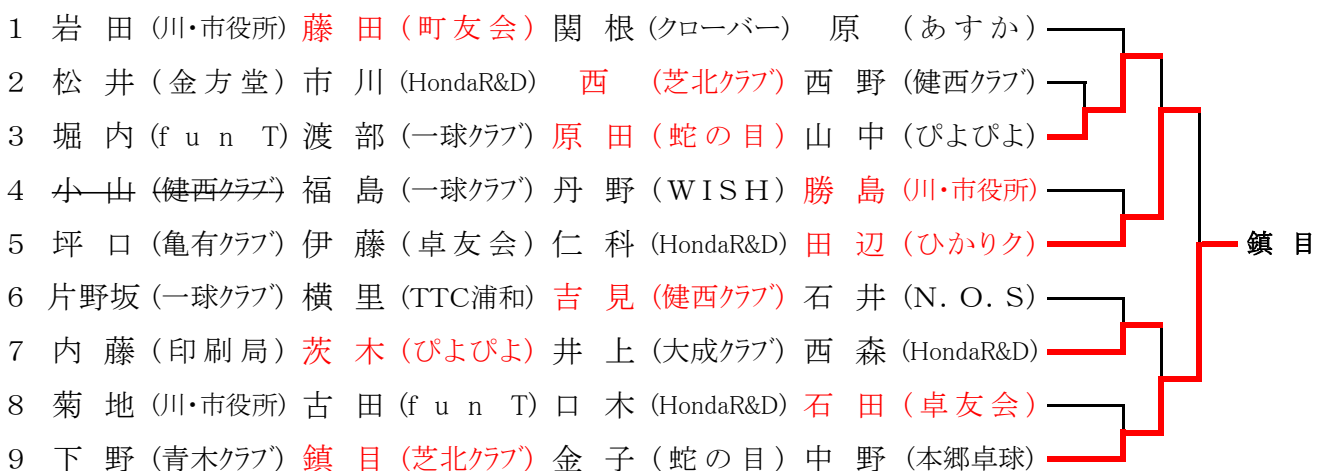 1 岩 田 (川・市役所) 藤 田 (町友会) 関 根 (クローバー) 原 (あすか)
2 松 井 (金方堂) 市 川 (HondaR&D) 西 (芝北クラブ) 西 野 (健西クラブ)
3 堀 内 (fun T) 渡 部 (一球クラブ) 原 田 (蛇の目) 山 中 (ぴよぴよ)
4 小 山 (健西クラブ) 福 島 (一球クラブ) 丹 野 (WISH) 勝 島 (川・市役所)
5 坪 口 (亀有クラブ) 伊 藤 (卓友会) 仁 科 (HondaR&D) 田 辺 (ひかりク) 鎮 目
6 片野坂 (一球クラブ) 横 里 (TTC浦和) 吉 見 (健西クラブ) 石 井 (N.O.S)
7 内 藤 (印刷局) 茨 木 (ぴよぴよ) 井 上 (大成クラブ) 西 森 (HondaR&D)
8 菊 地 (川・市役所) 古 田 (fun T) 口 木 (HondaR&D) 石 田 (卓友会)
9 下 野 (青木クラブ) 鎮 目 (芝北クラブ) 金 子 (蛇の目) 中 野 (本郷卓球)